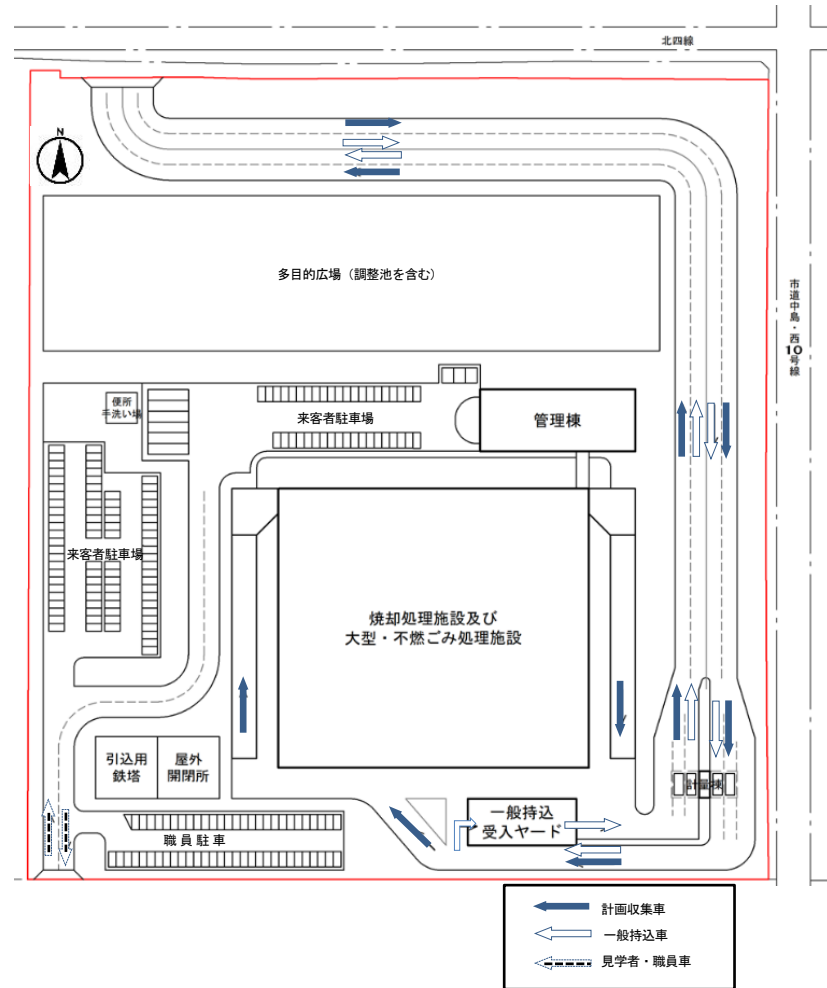 北四線
N
多目的広場（調整池を含む）
市道中島・西10号線
便所
手洗い場
来客者駐車場
管理棟
来客者駐車場
焼却処理施設及び
大型・不燃ごみ処理施設
引込用
鉄塔
屋外
開閉所
計量棟
一般持込
受入ヤード
職員駐車
計画収集車
一般持込車
見学者・職員車